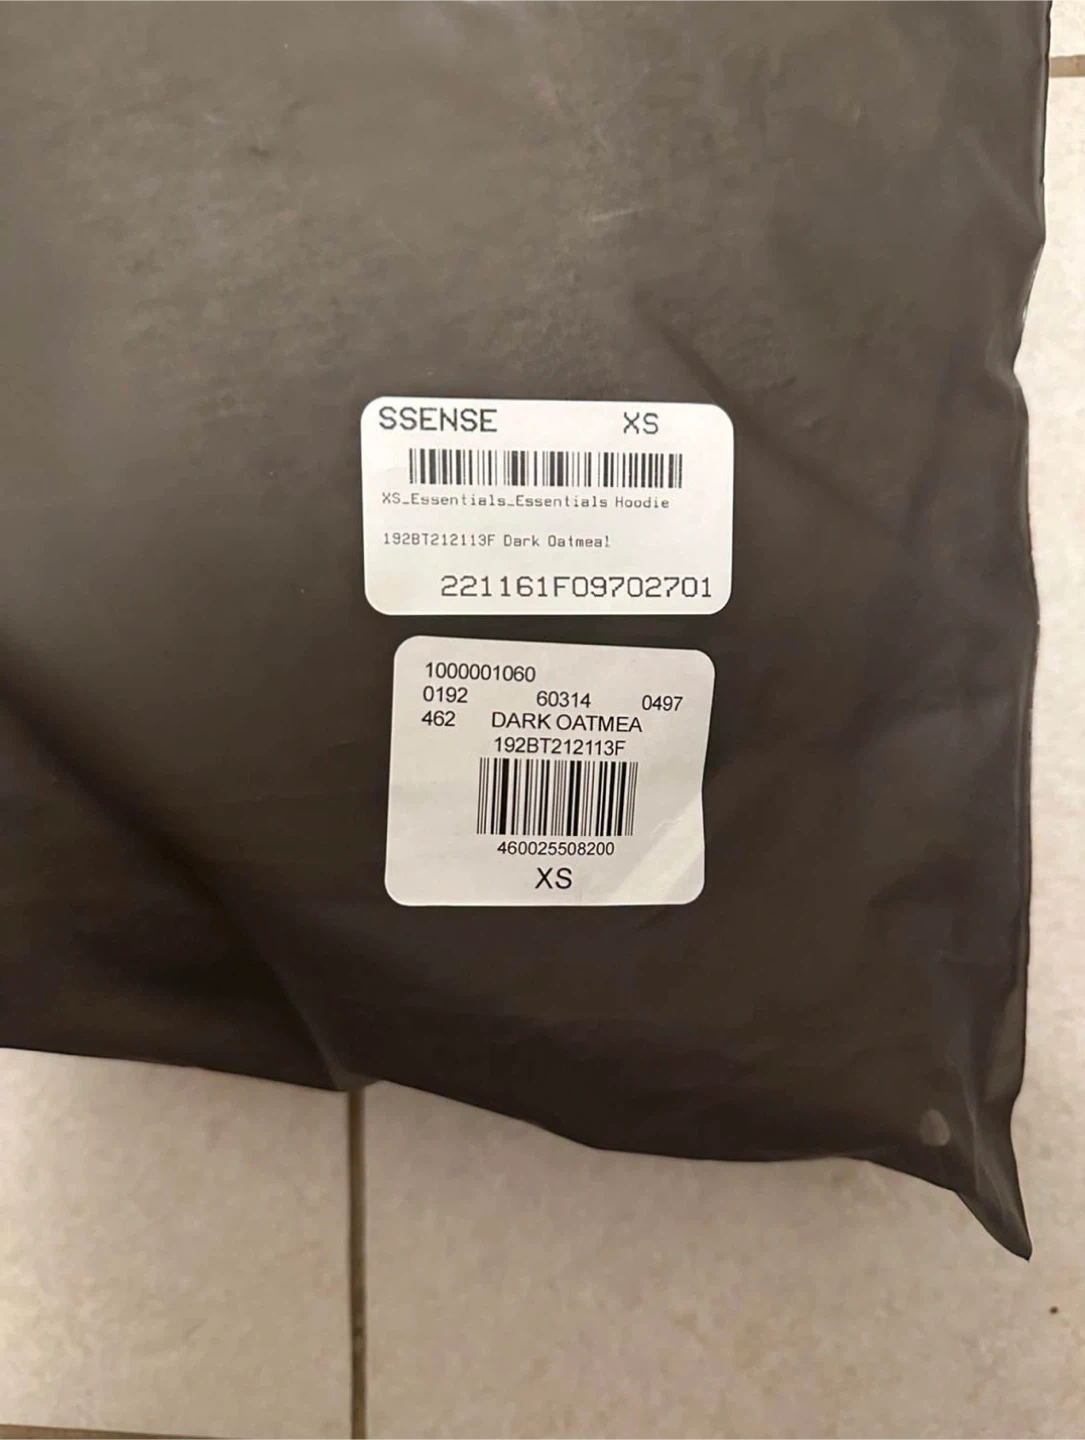 SSENSE XS
XS_Essentials_Essentials Hoodie
192BT212113F Dark Oatmeal
221161F09702701
1000001060
0192 60314 0497
462 DARK OATMEA
192BT212113F
460025508200
XS